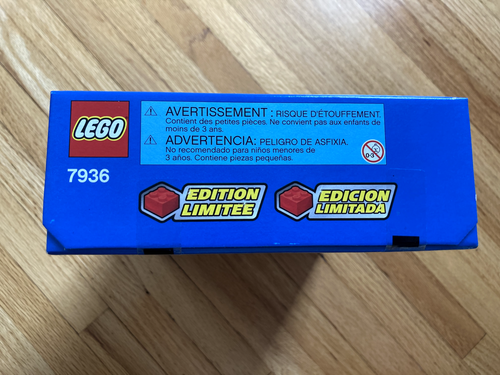 LEGO
7936
AVERTISSEMENT : RISQUE D'ÉTOUFFEMENT.
Contient des petites pièces. Ne convient pas aux enfants de
moins de 3 ans.
ADVERTENCIA: PELIGRO DE ASFIXIA.
No recomendado para niños menores de
3 años. Contiene piezas pequeñas.
0-3
EDITION
LIMITÉE
EDICION
LIMITADA